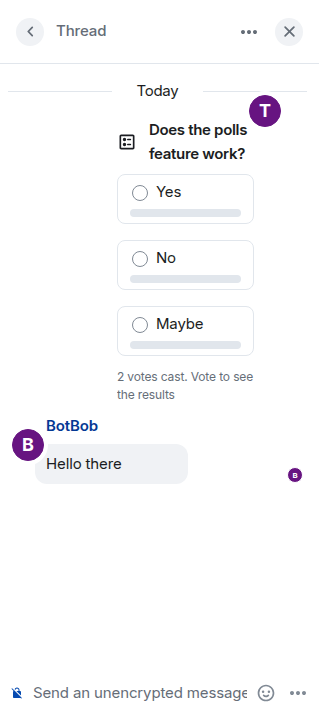 Thread
Today
T
Does the polls
feature work?
Yes
No
Maybe
2 votes cast. Vote to see
the results
BotBob
B
Hello there
B
Send an unencrypted message